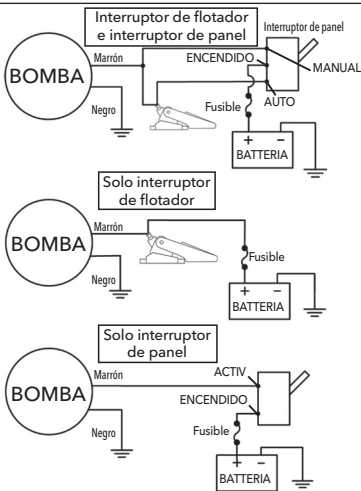 Interruptor de flotador
e interruptor de panel
Interruptor de panel
Marrón
ENCENDIDO
MANUAL
BOMBA
Negro
Fusible
AUTO
+ −
BATTERIA
Solo interruptor
de flotador
Marrón
BOMBA
Negro
Fusible
+ −
BATTERIA
Solo interruptor
de panel
Marrón
ACTIV
BOMBA
ENCENDIDO
Negro
Fusible
+ −
BATTERIA